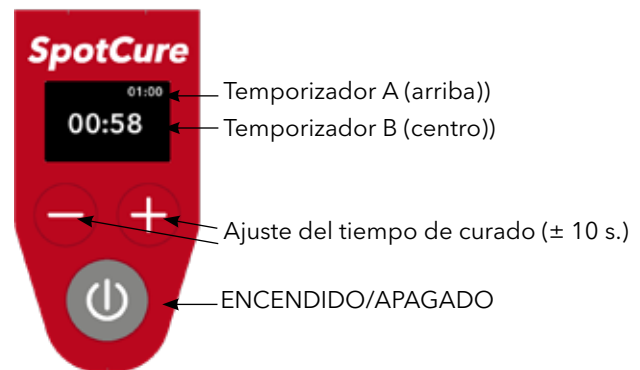 SpotCure
01:00
Temporizador A (arriba))
00:58
Temporizador B (centro))
Ajuste del tiempo de curado (± 10 s.)
ENCENDIDO/APAGADO